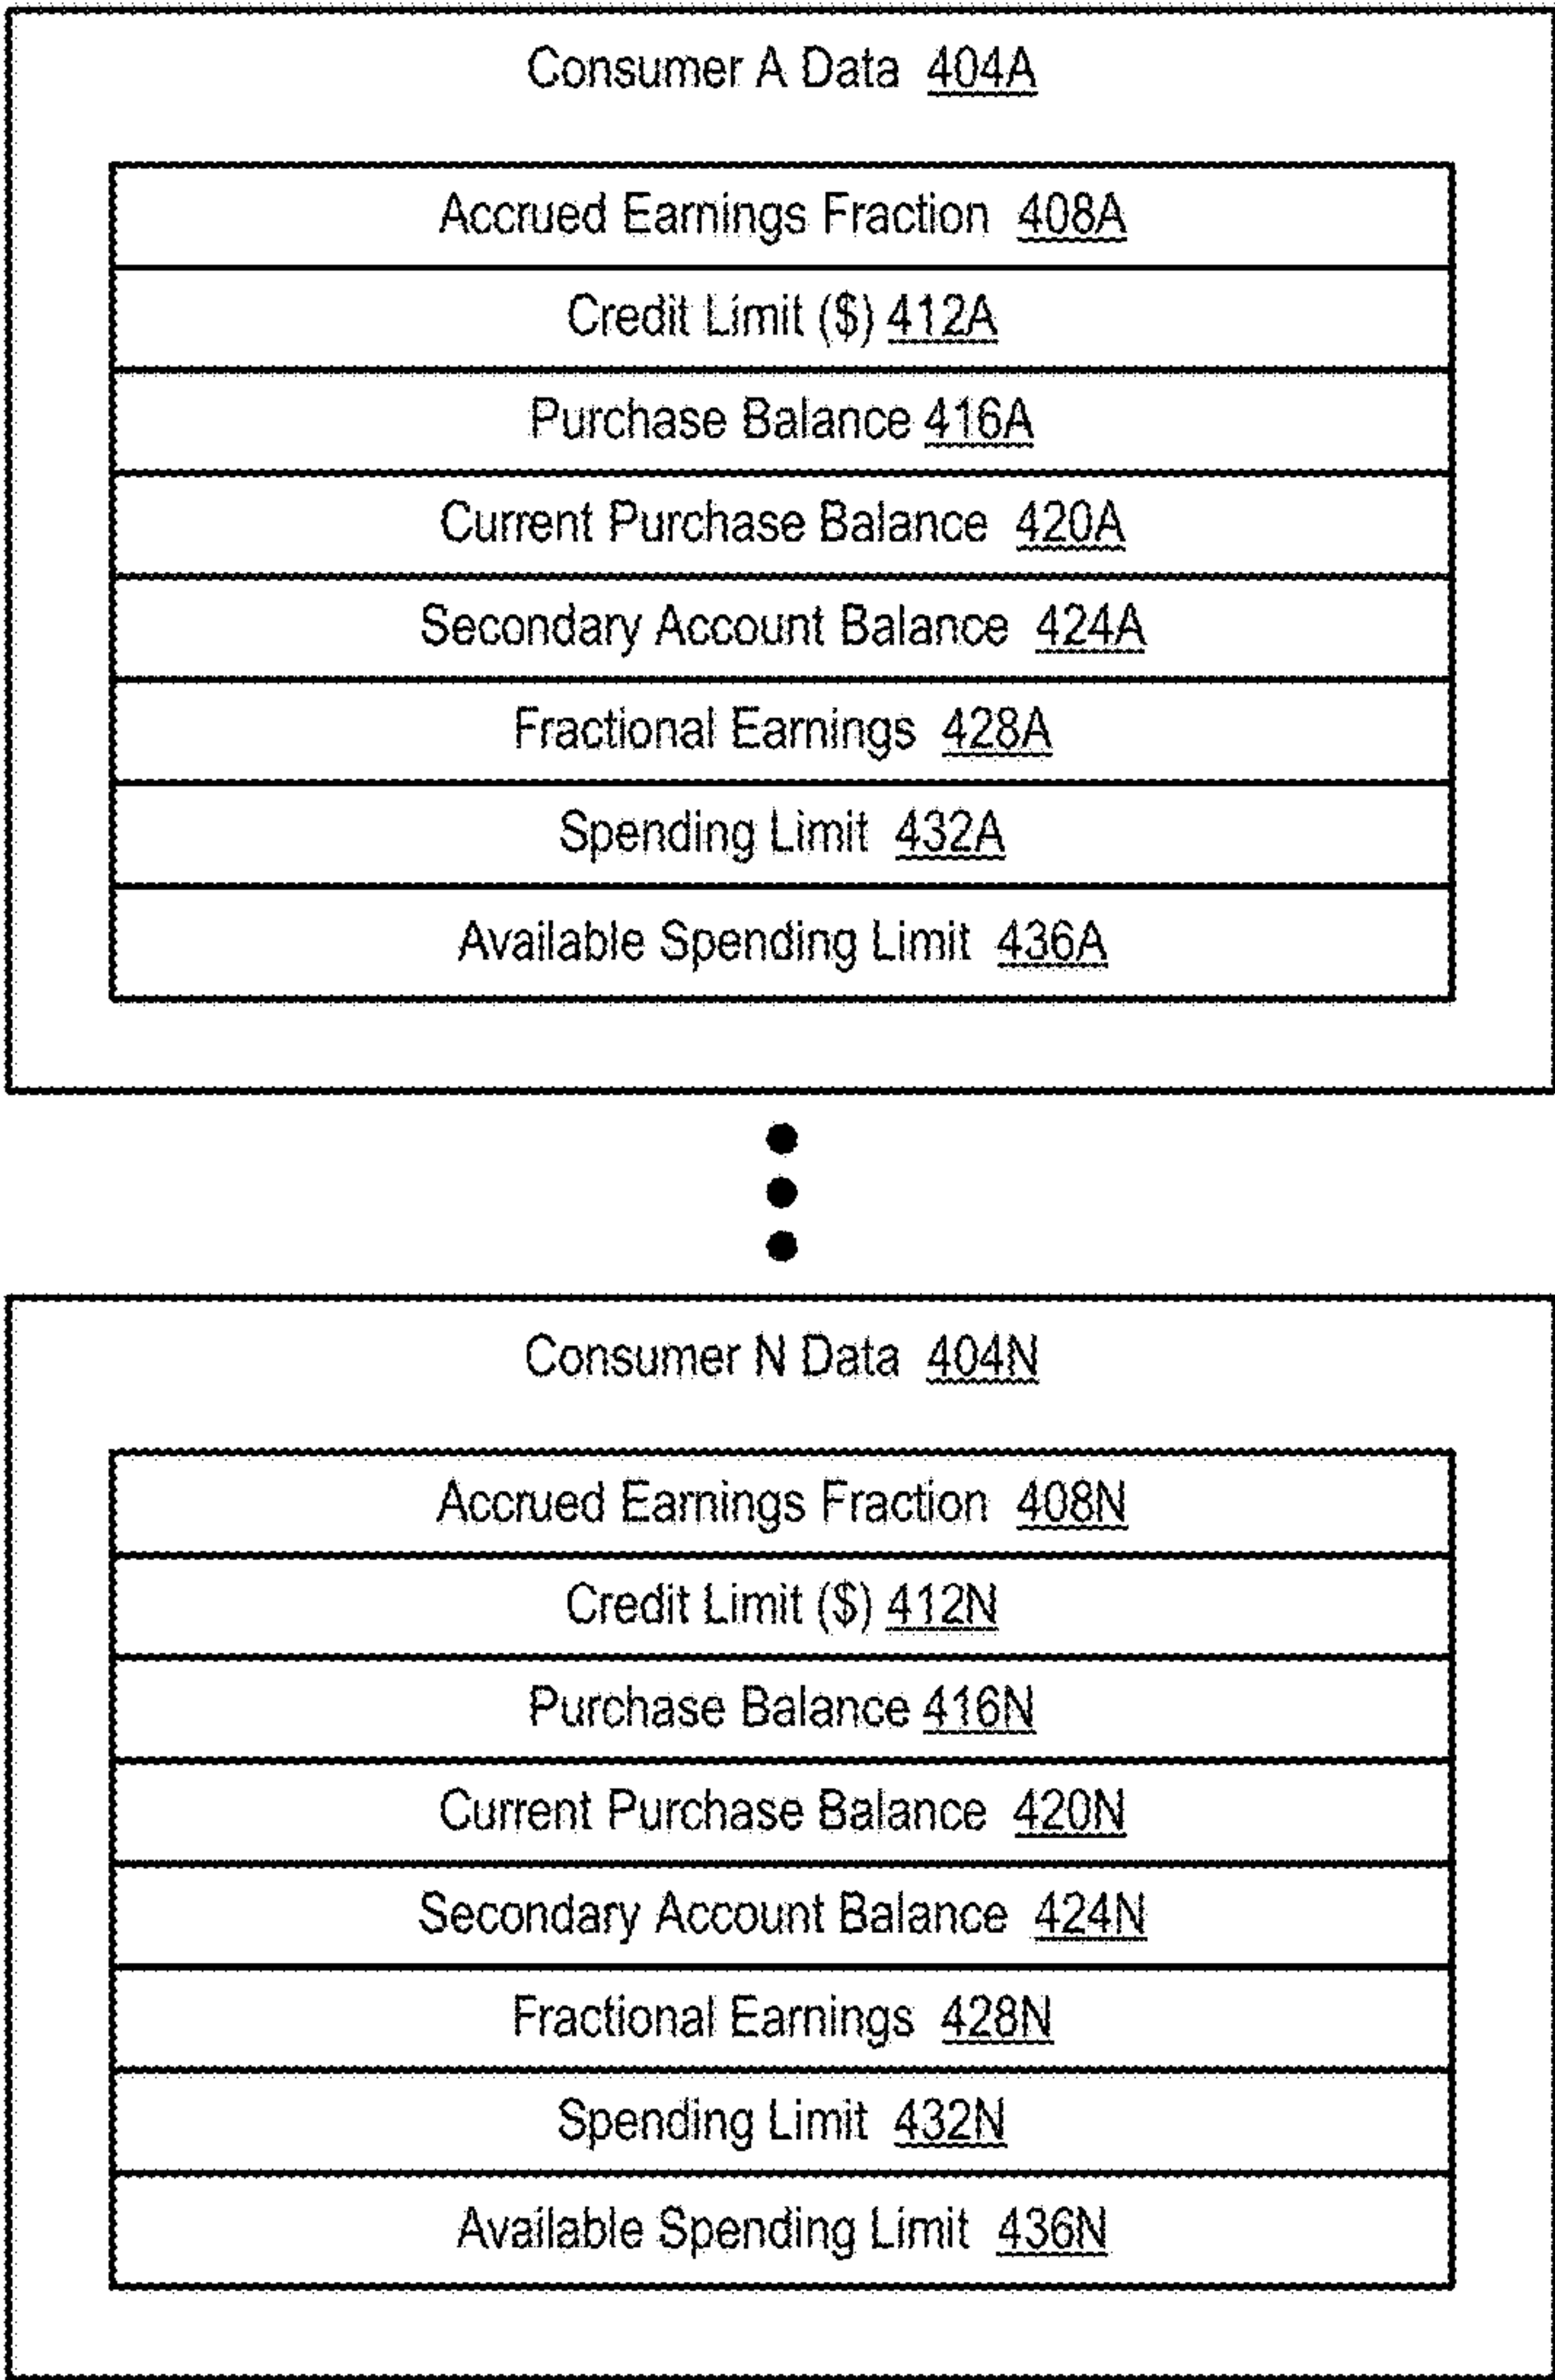 Consumer A Data 404A
Accrued Earnings Fraction 408A
Credit Limit ($) 412A
Purchase Balance 416A
Current Purchase Balance 420A
Secondary Account Balance 424A
Fractional Earnings 428A
Spending Limit 432A
Available Spending Limit 436A
Consumer N Data 404N
Accrued Earnings Fraction 408N
Credit Limit ($) 412N
Purchase Balance 416N
Current Purchase Balance 420N
Secondary Account Balance 424N
Fractional Earnings 428N
Spending Limit 432N
Available Spending Limit 436N